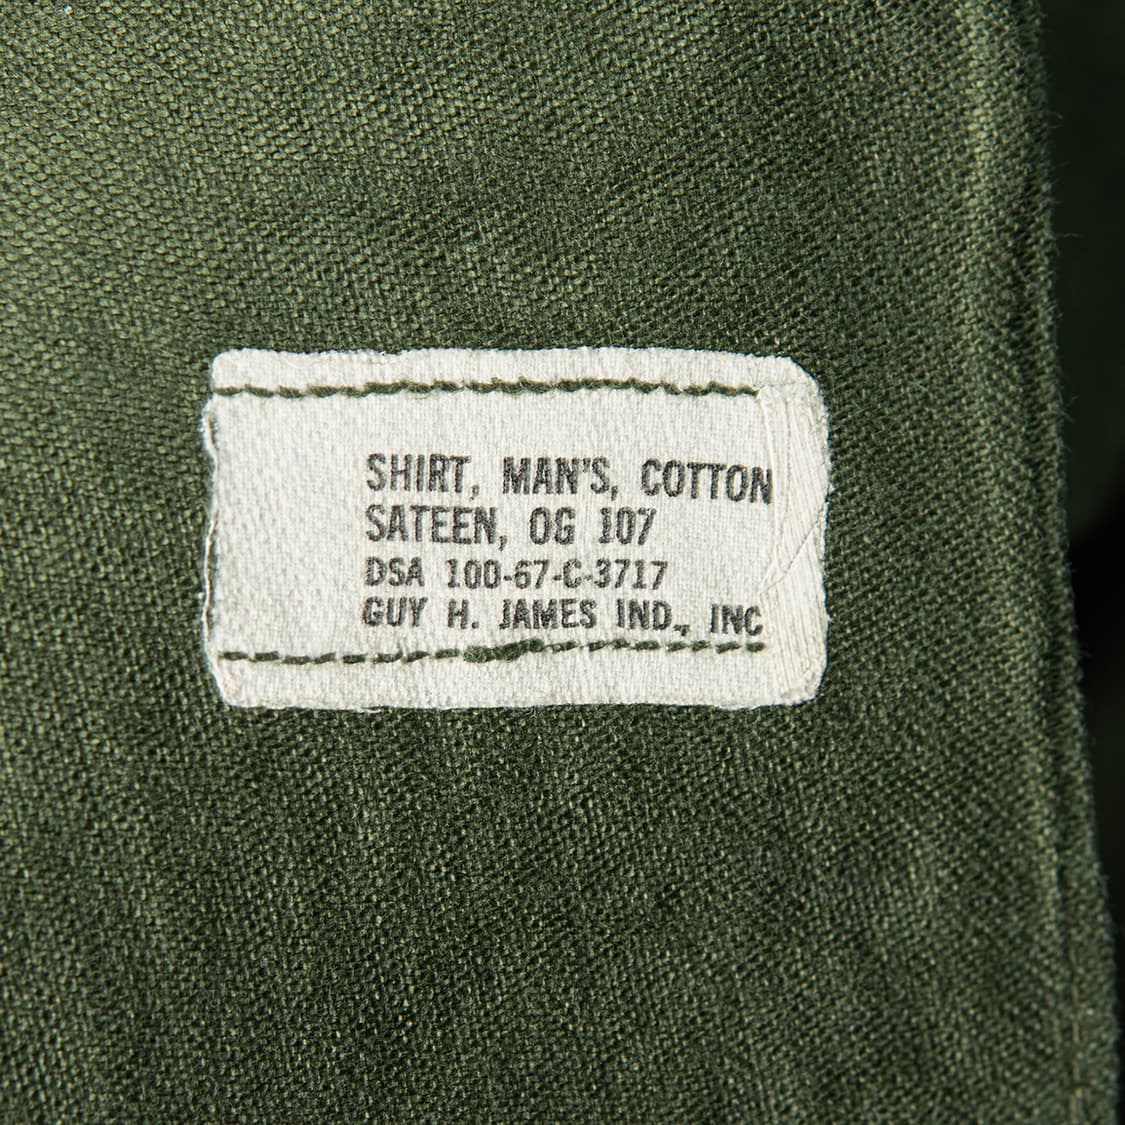 SHIRT, MAN'S, COTTON
SATEEN, OG 107
DSA 100-67-C-3717
GUY H. JAMES IND., INC